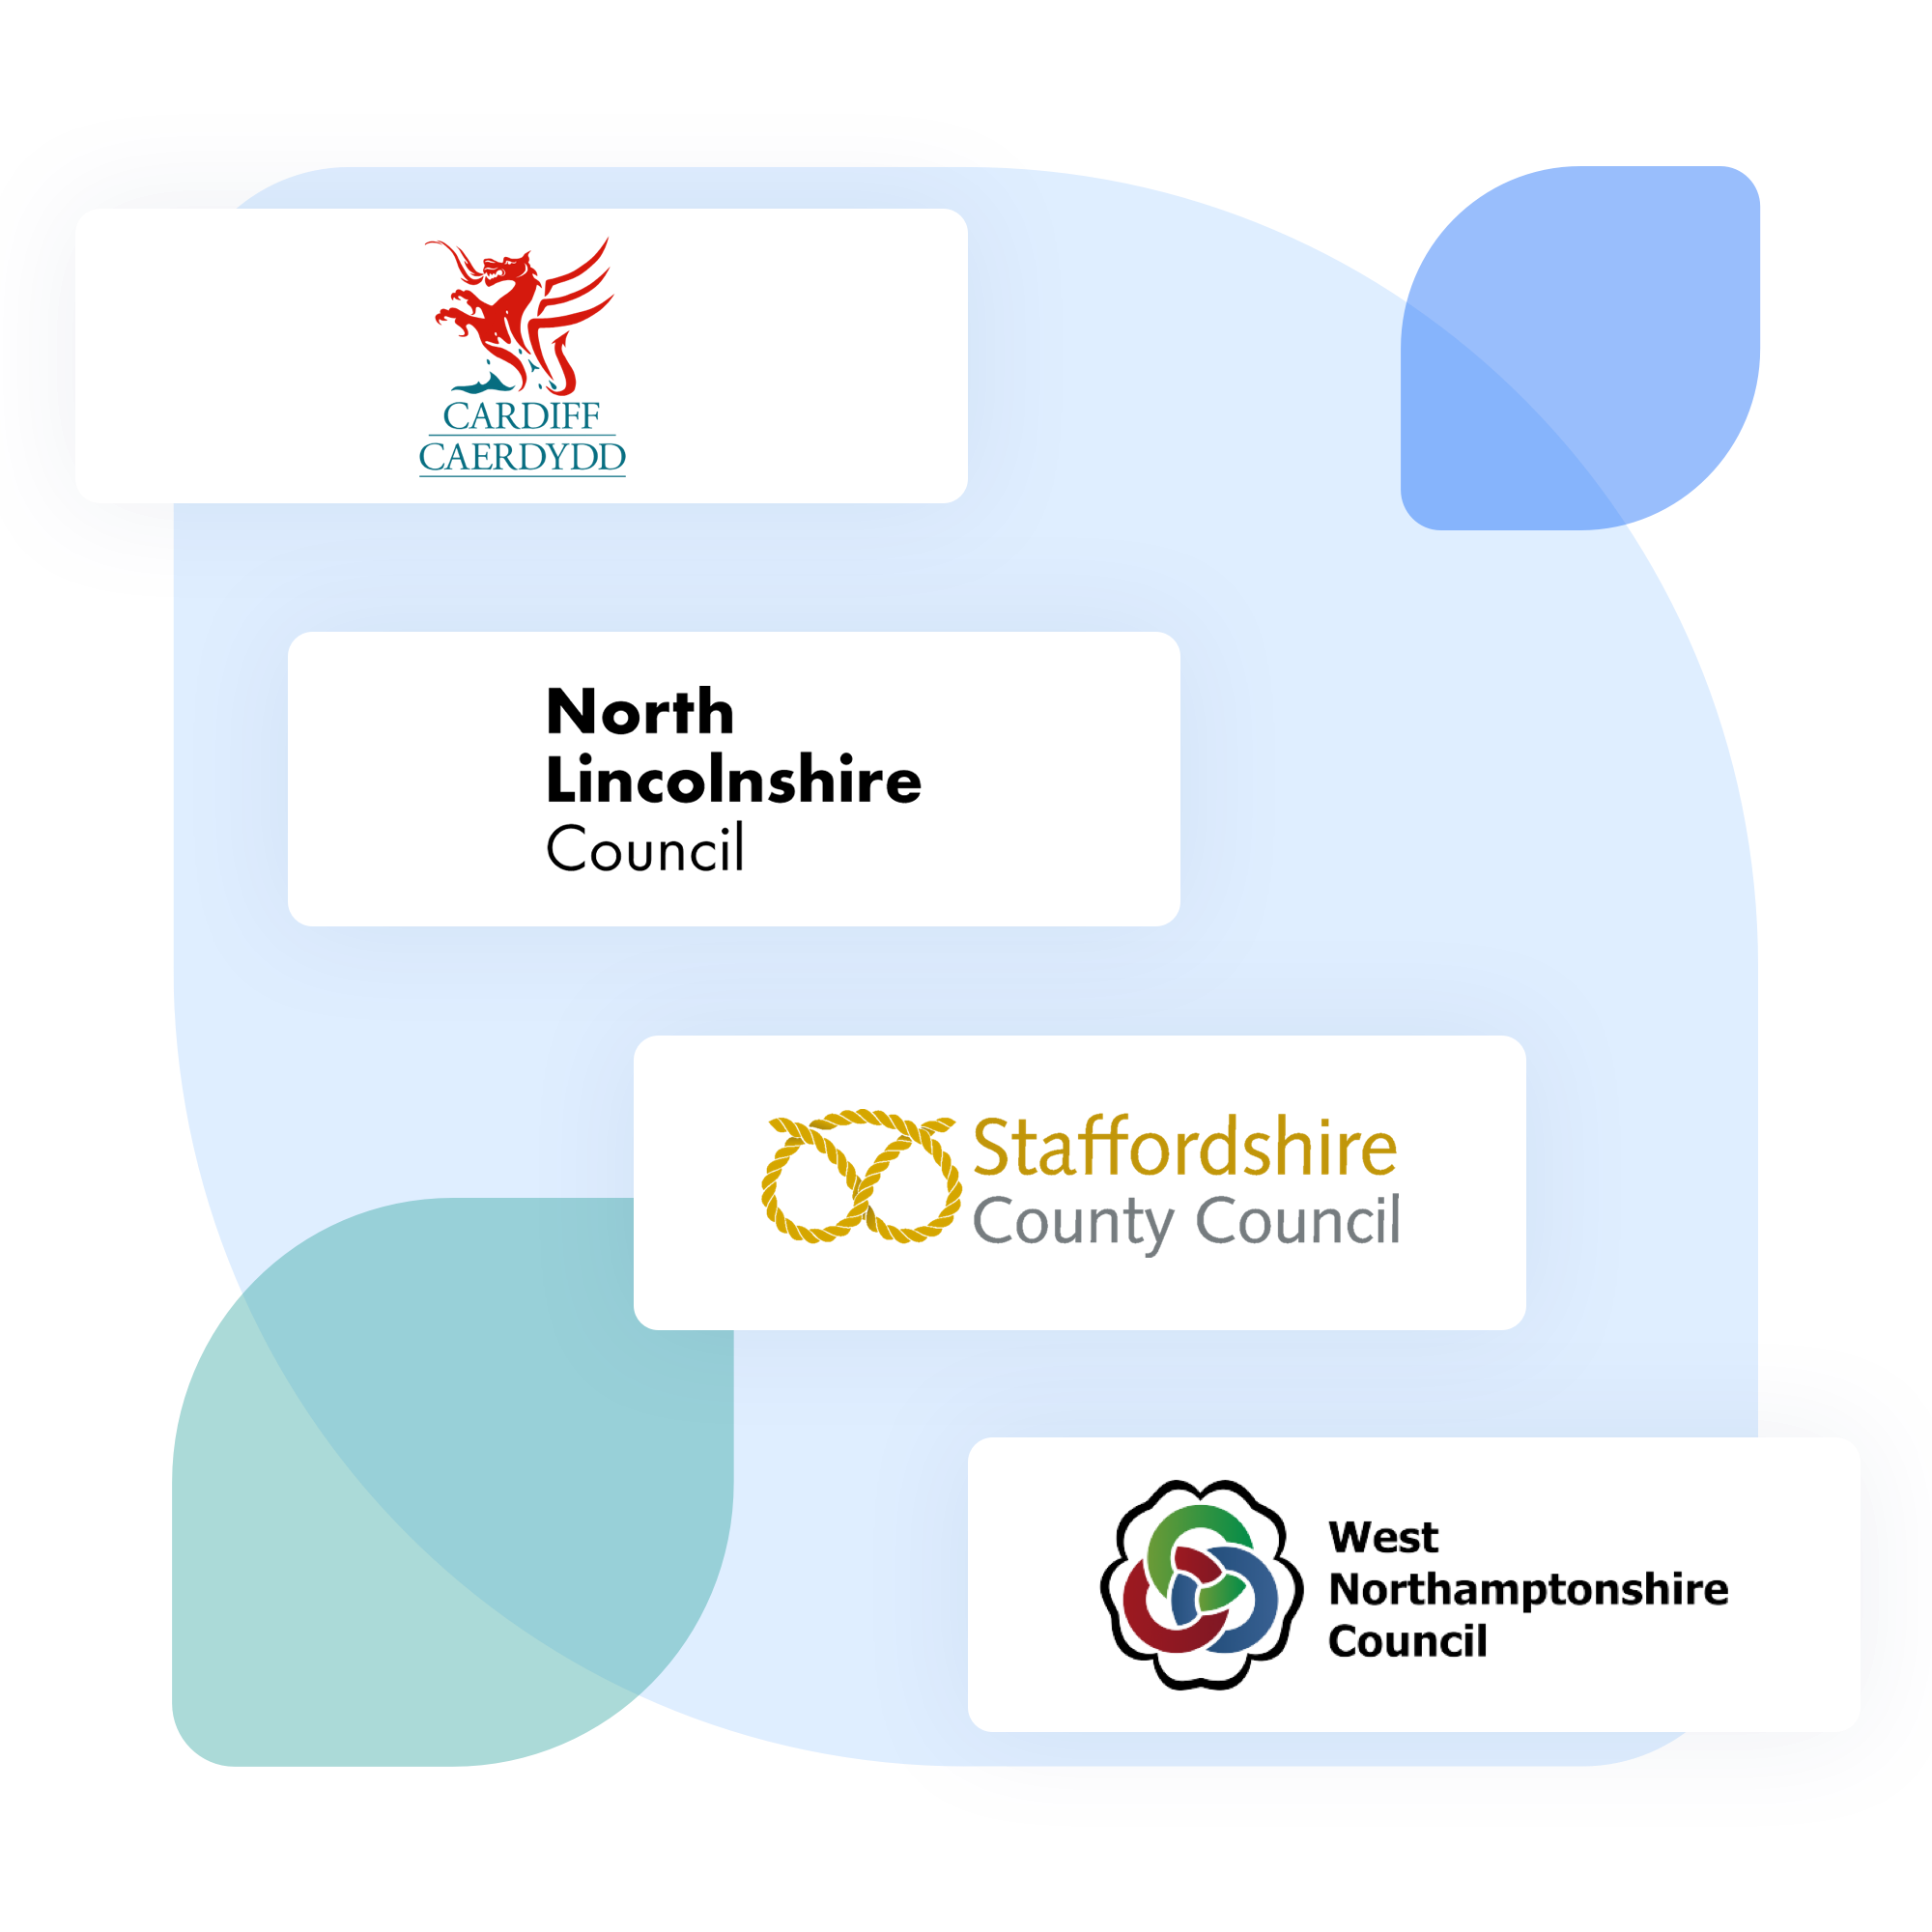 CARDIFF
CAERDYDD
North
Lincolnshire
Council
Staffordshire
County Council
West
Northamptonshire
Council